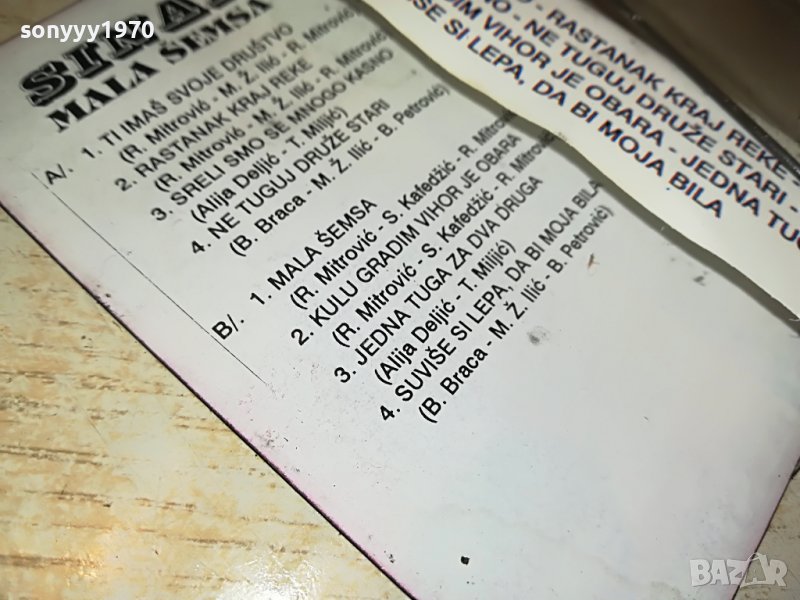 sonyyy1970
MALA ŠEMSA
A/. 1. TI IMAŠ SVOJE DRUŠTVO
(R. Mitrović - M. Ž. Ilić - R. Mitrović)
2. RASTANAK KRAJ REKE
(R. Mitrović - M. Ž. Ilić - R. Mitrović)
3. SRELI SMO SE MNOGO KASNO
(Alija Deljić - T. Miljić)
4. NE TUGUJ DRUŽE STARI
(B. Braca - M. Ž. Ilić - B. Petrović)
B/. 1. MALA ŠEMSA
(R. Mitrović - S. Kafedžić - R. Mitrović
2. KULU GRADIM VIHOR JE OBARA
(R. Mitrović - S. Kafedžić - R. Mitrović
3. JEDNA TUGA ZA DVA DRUGA
(Alija Deljić - T. Miljić)
4. SUVIŠE SI LEPA, DA BI MOJA BILA
(B. Braca - M. Ž. Ilić - B. Petrović)
- RASTANAK KRAJ REKE -
- NE TUGUJ DRUŽE STARI -
DIM VIHOR JE OBARA - JEDNA TUG
ŠE SI LEPA, DA BI MOJA BILA
BAZAR